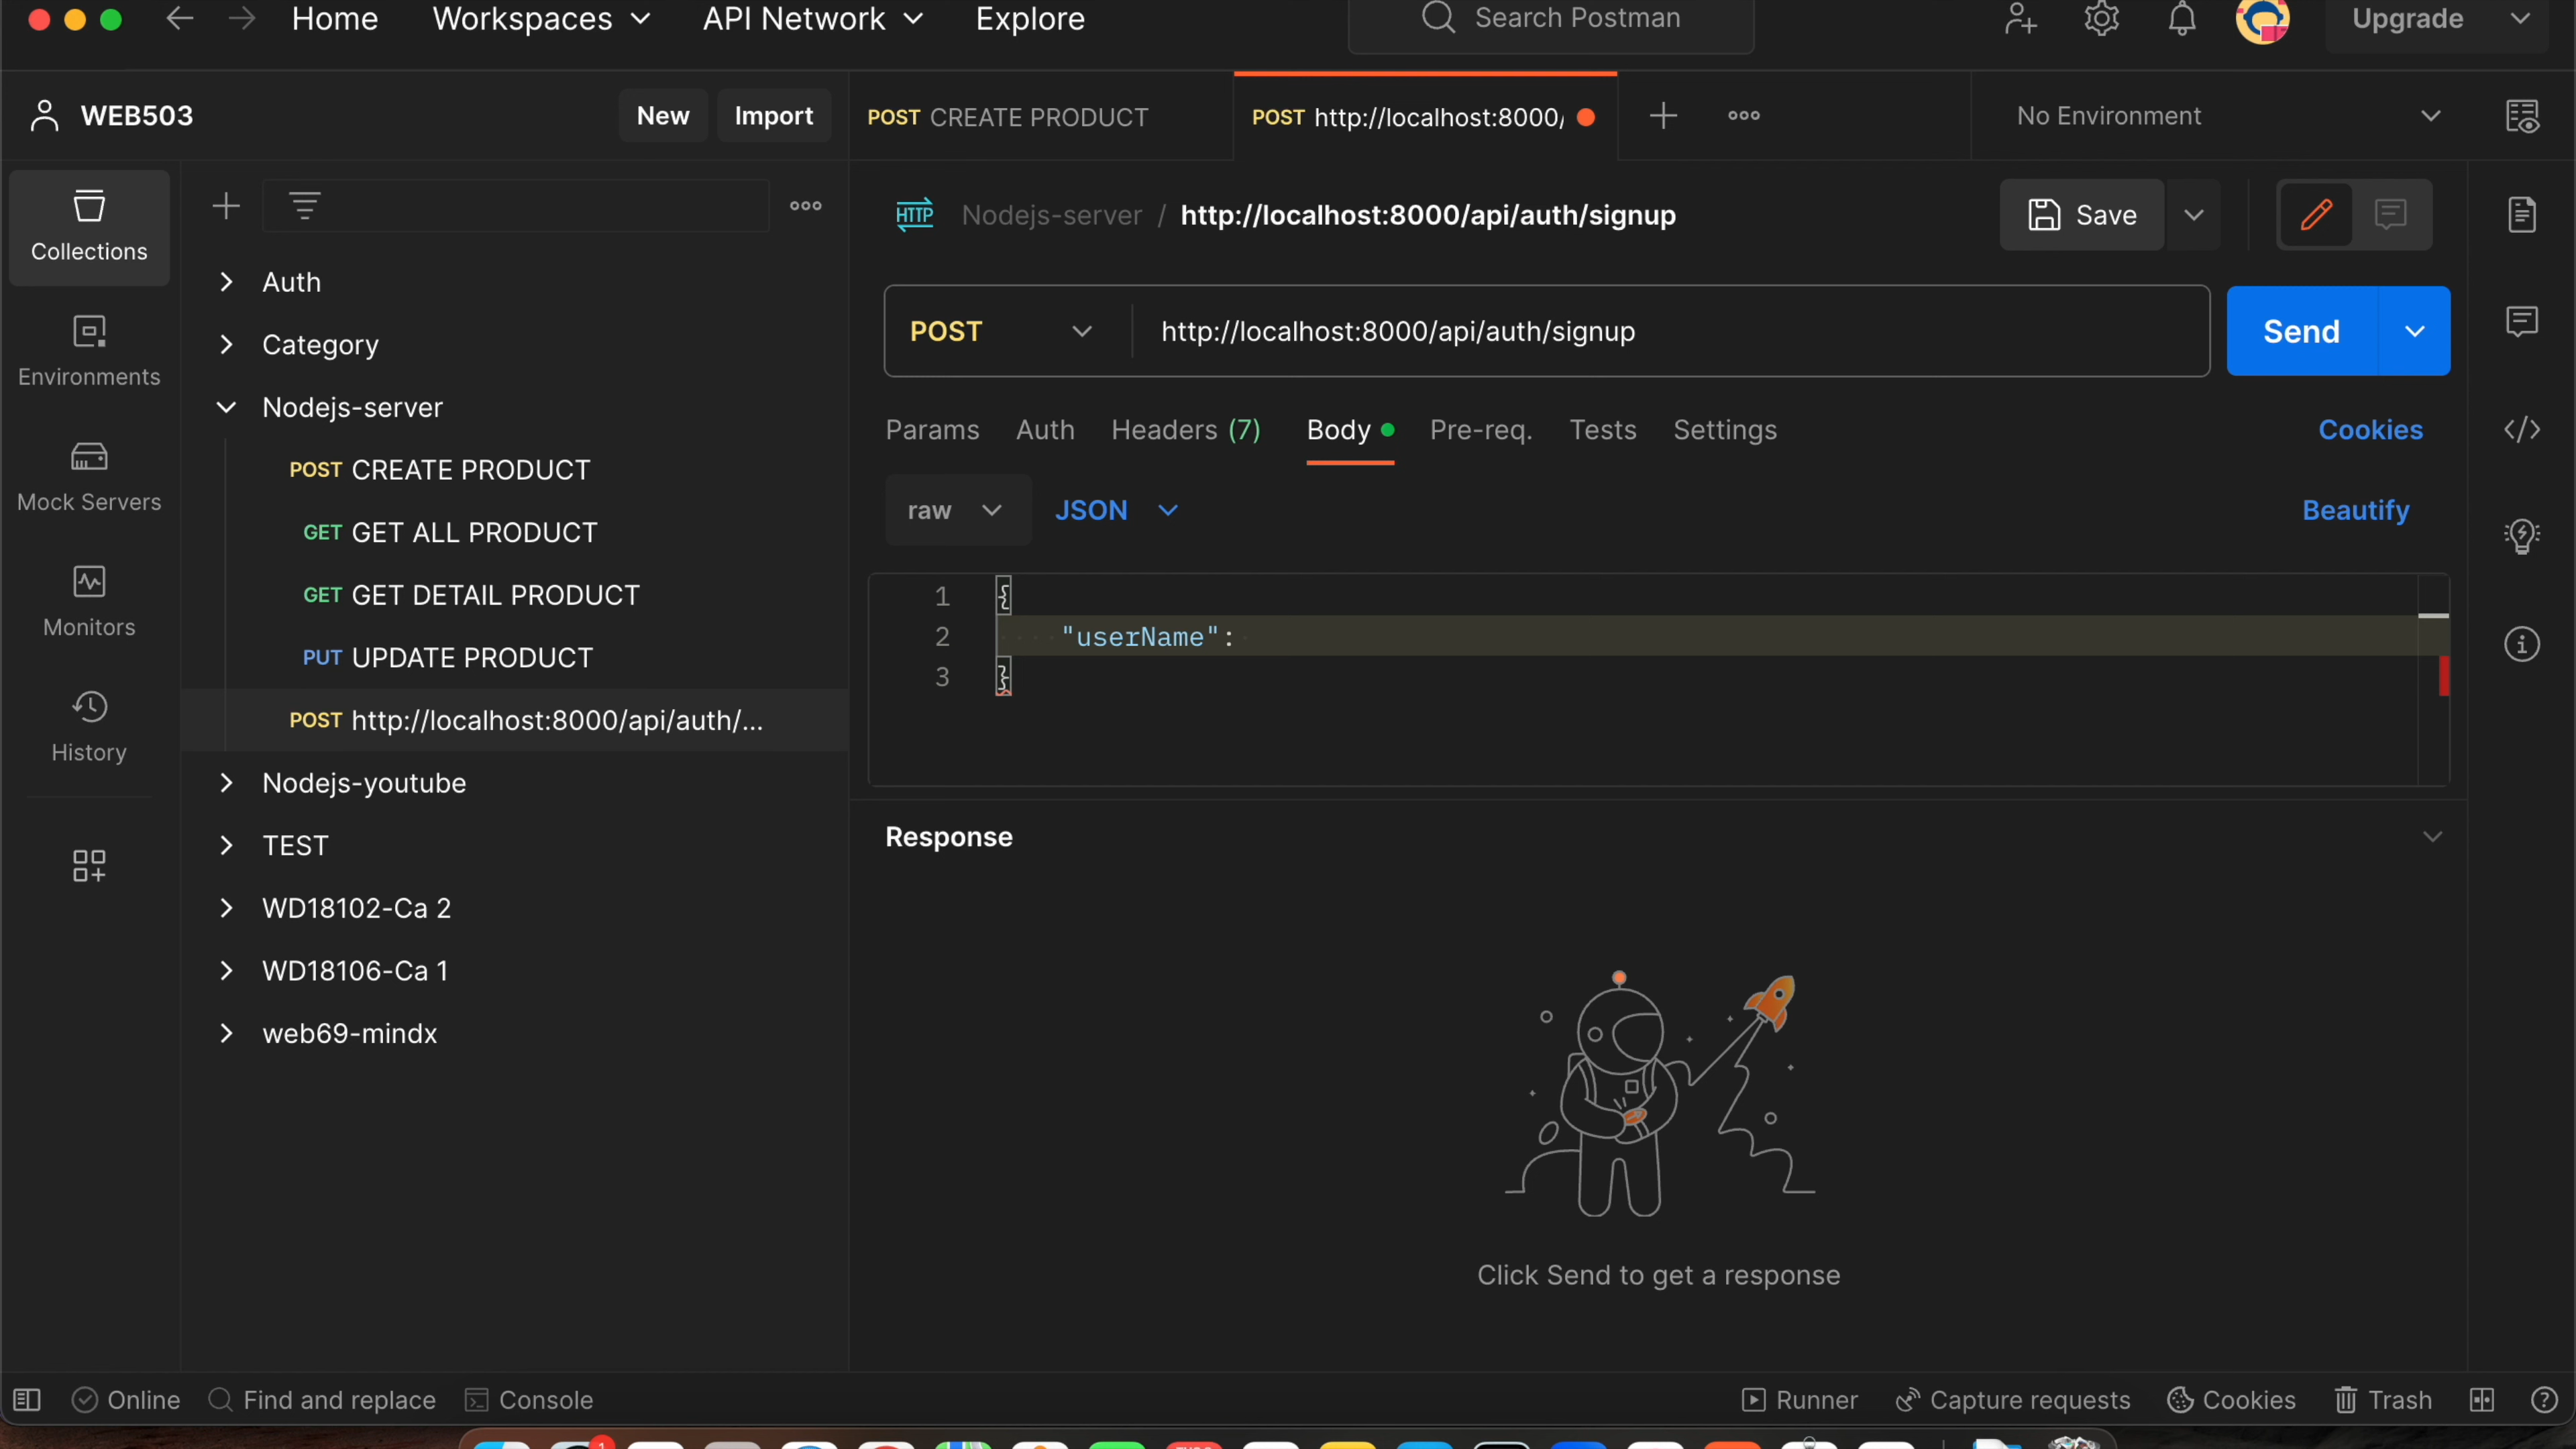 Home Workspaces API Network Explore Search Postman Upgrade
WEB503 New Import
POST CREATE PRODUCT POST http://localhost:8000/ No Environment
Collections
Environments
Mock Servers
Monitors
History
Auth
Category
Nodejs-server
POST CREATE PRODUCT
GET GET ALL PRODUCT
GET GET DETAIL PRODUCT
PUT UPDATE PRODUCT
POST http://localhost:8000/api/auth/...
Nodejs-youtube
TEST
WD18102-Ca 2
WD18106-Ca 1
web69-mindx
HTTP Nodejs-server / http://localhost:8000/api/auth/signup Save
POST http://localhost:8000/api/auth/signup Send
Params Auth Headers (7) Body Pre-req. Tests Settings Cookies
raw JSON Beautify
1 {
2 "userName":
3 }
Response
Click Send to get a response
Online Find and replace Console Runner Capture requests Cookies Trash
1